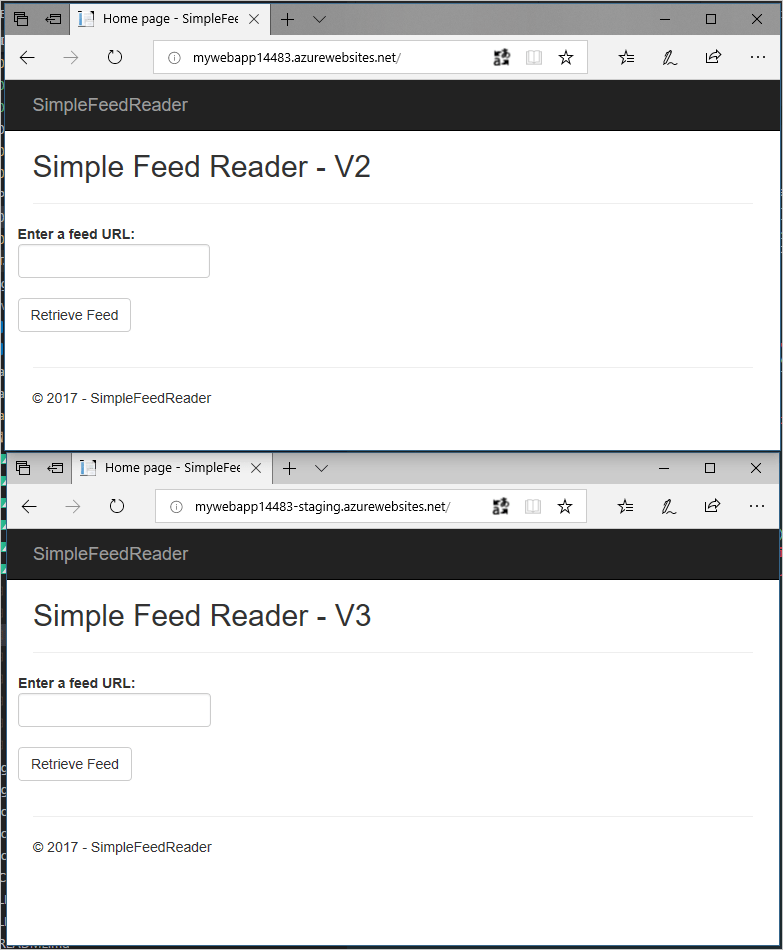 Home page - SimpleFee
mywebapp14483.azurewebsites.net/
SimpleFeedReader
Simple Feed Reader - V2
Enter a feed URL:
Retrieve Feed
© 2017 - SimpleFeedReader
Home page - SimpleFee
mywebapp14483-staging.azurewebsites.net/
SimpleFeedReader
Simple Feed Reader - V3
Enter a feed URL:
Retrieve Feed
© 2017 - SimpleFeedReader